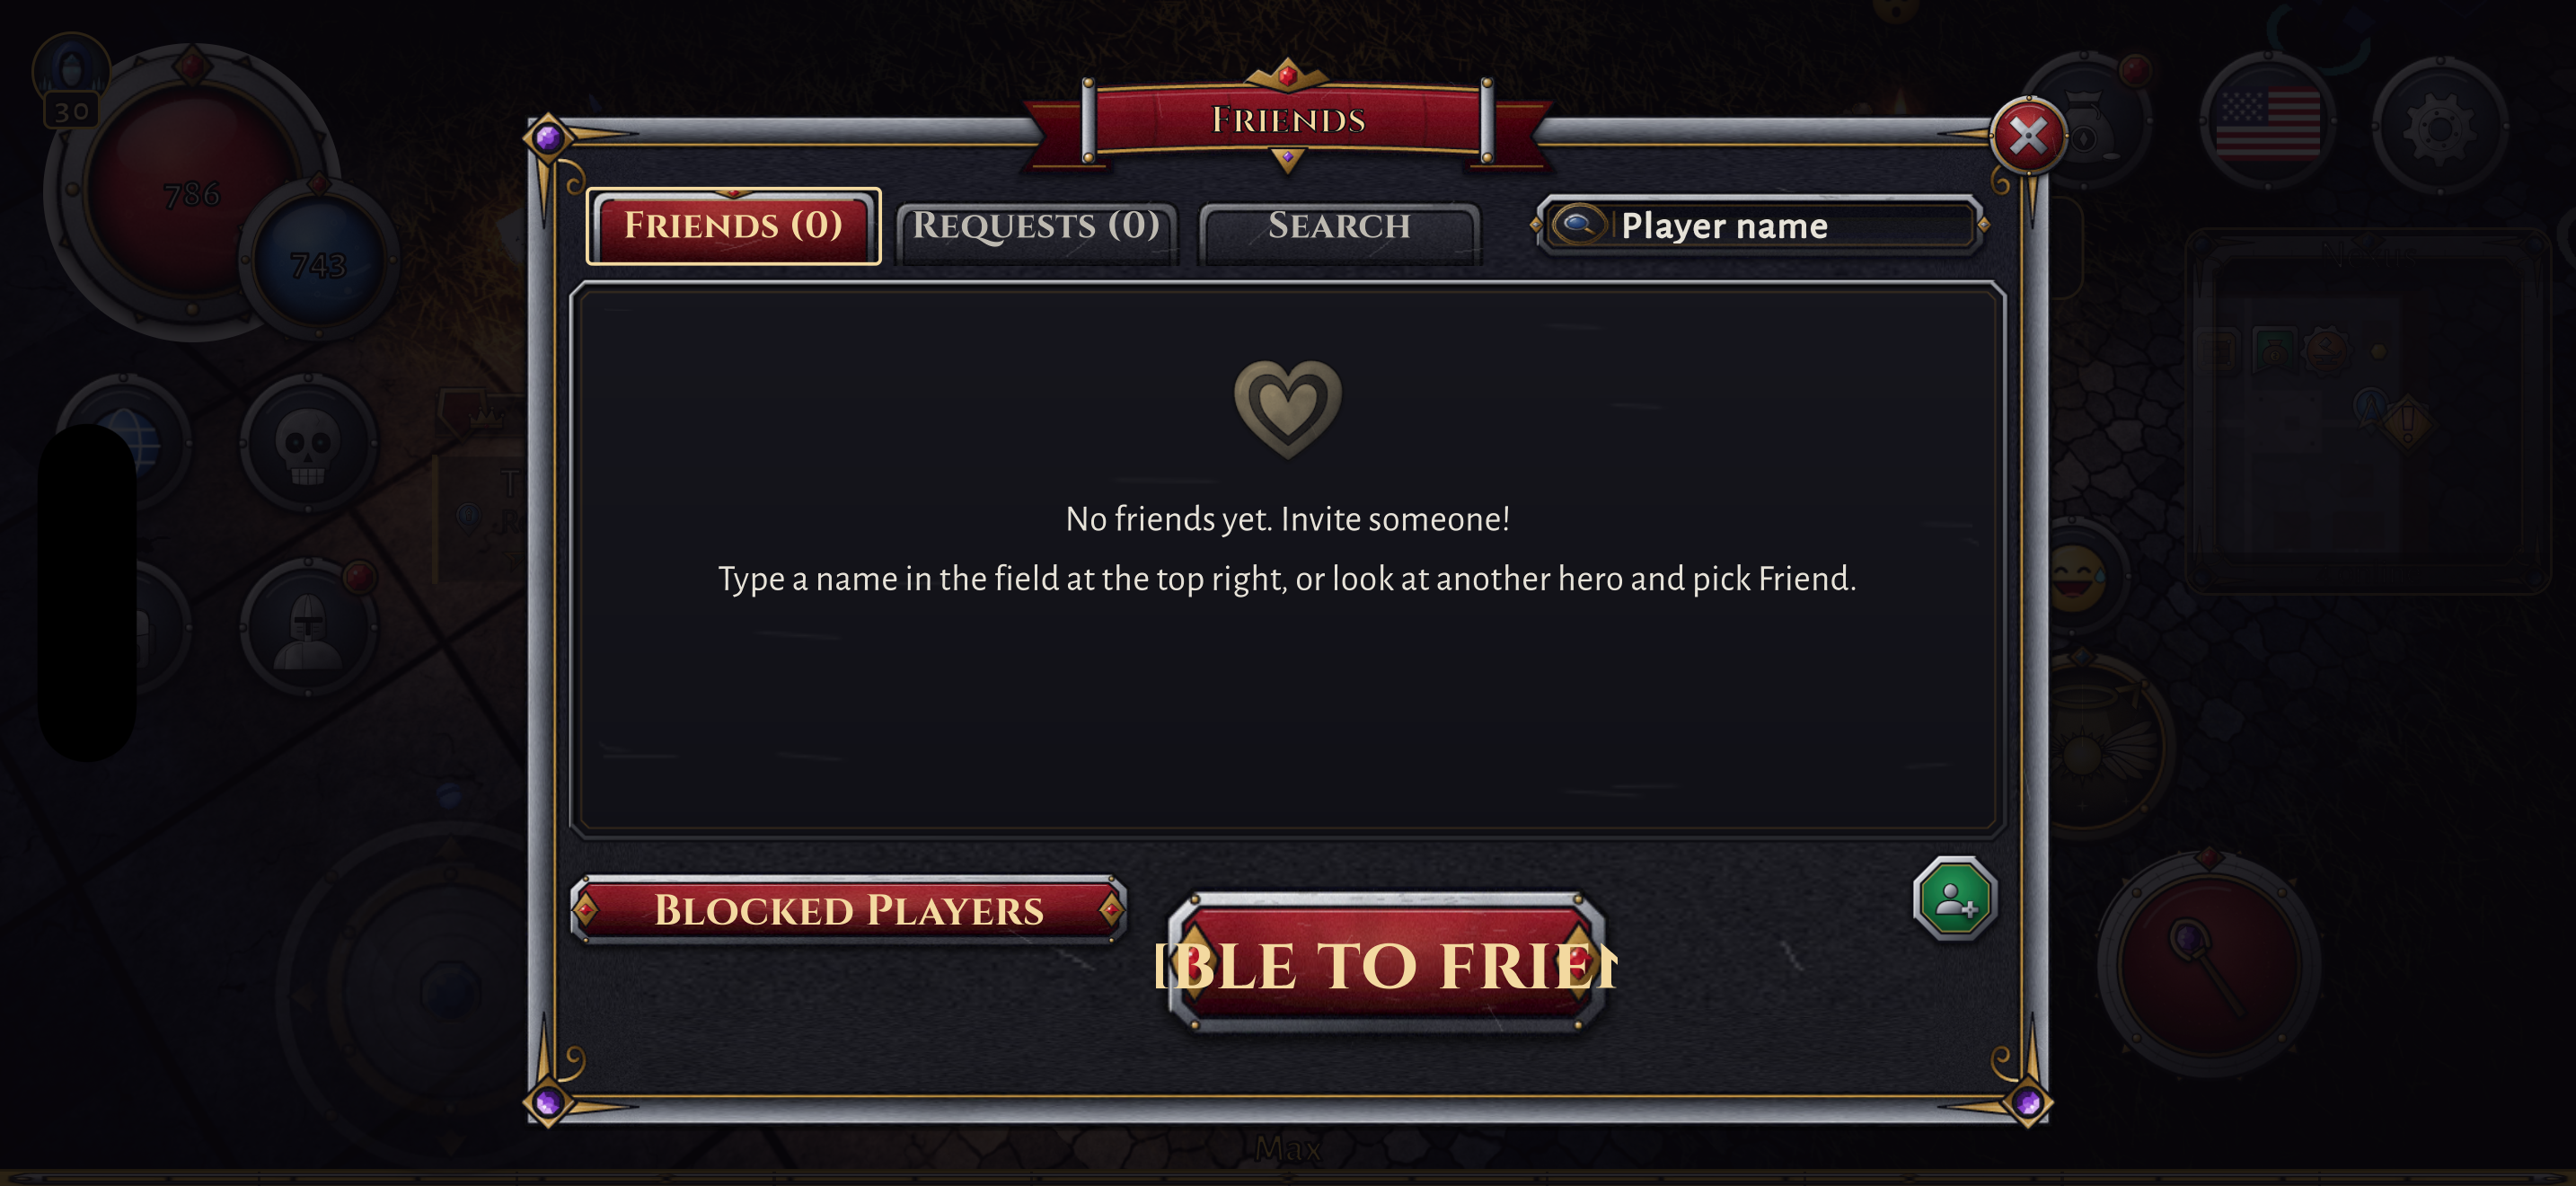 Friends
30
786
743
Friends (0)
Requests (0)
Search
Player name
No friends yet. Invite someone!
Type a name in the field at the top right, or look at another hero and pick Friend.
Blocked Players
BLE TO FRIE
Max